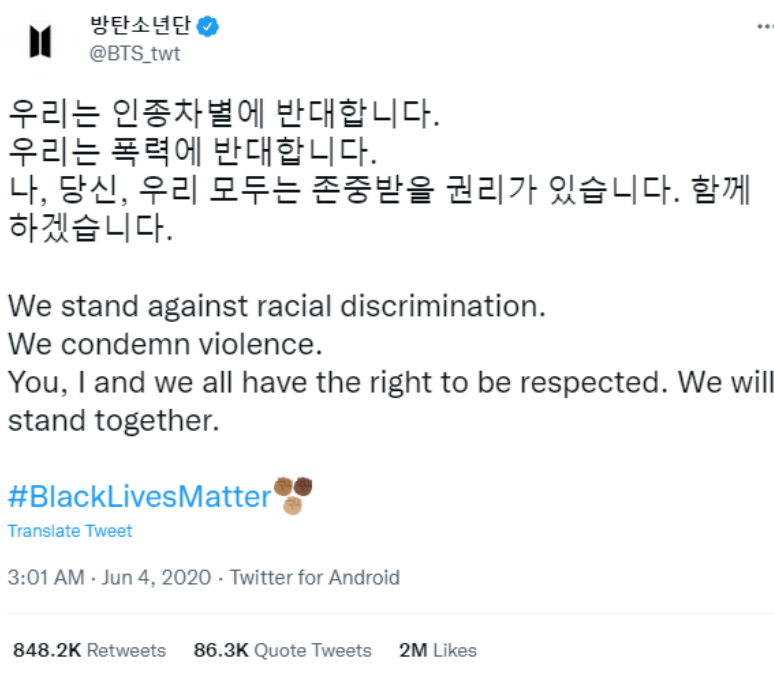 방탄소년단
@BTS_twt
우리는 인종차별에 반대합니다.
우리는 폭력에 반대합니다.
나, 당신, 우리 모두는 존중받을 권리가 있습니다. 함께
하겠습니다.
We stand against racial discrimination.
We condemn violence.
You, I and we all have the right to be respected. We will
stand together.
#BlackLivesMatter
Translate Tweet
3:01 AM · Jun 4, 2020 · Twitter for Android
848.2K Retweets 86.3K Quote Tweets 2M Likes